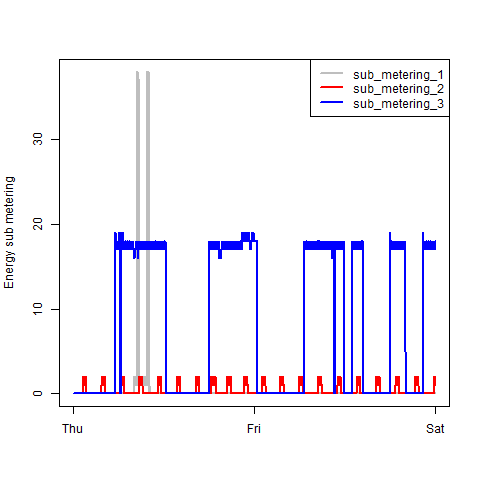 sub_metering_1
sub_metering_2
sub_metering_3
Energy sub metering
30
20
10
0
Thu
Fri
Sat